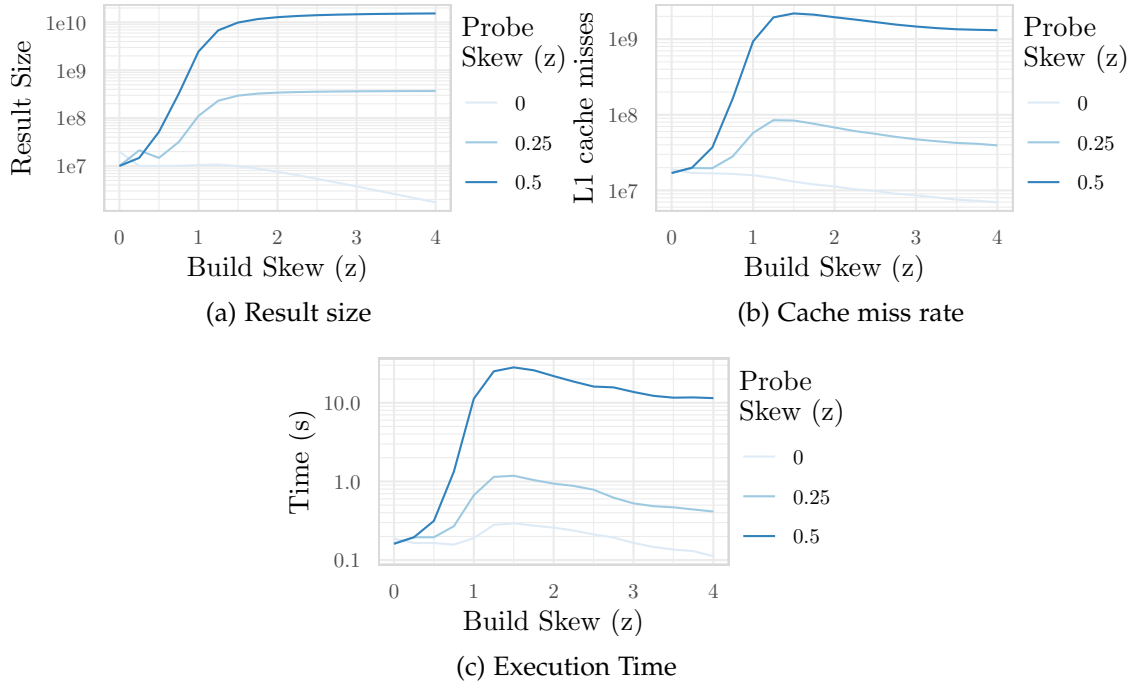 Result Size
1e10
1e9
1e8
1e7
0
1
2
3
4
Build Skew (z)
Probe
Skew (z)
0
0.25
0.5
(a) Result size
L1 cache misses
1e9
1e8
1e7
0
1
2
3
4
Build Skew (z)
Probe
Skew (z)
0
0.25
0.5
(b) Cache miss rate
Time (s)
10.0
1.0
0.1
0
1
2
3
4
Build Skew (z)
Probe
Skew (z)
0
0.25
0.5
(c) Execution Time